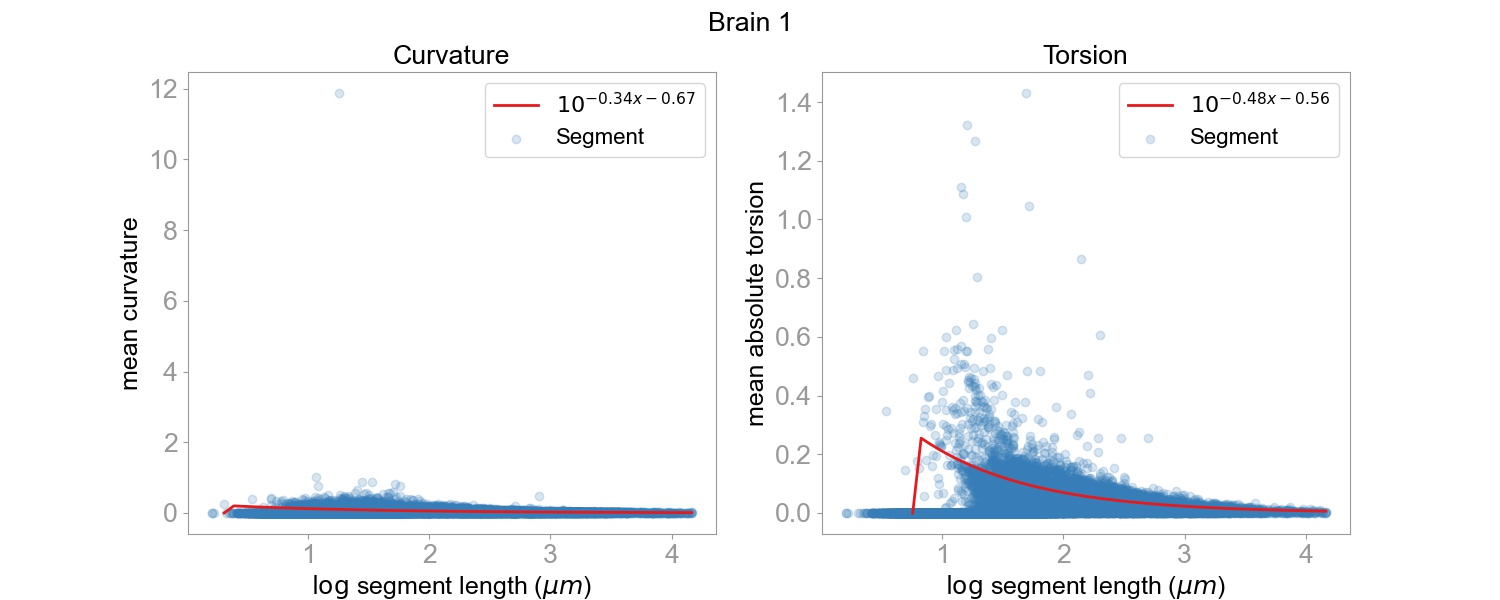 Brain 1
Curvature
10^{-0.34x-0.67}
Segment
mean curvature
12
10
8
6
4
2
0
1
2
3
4
log segment length (μm)
Torsion
10^{-0.48x-0.56}
Segment
mean absolute torsion
1.4
1.2
1.0
0.8
0.6
0.4
0.2
0.0
1
2
3
4
log segment length (μm)